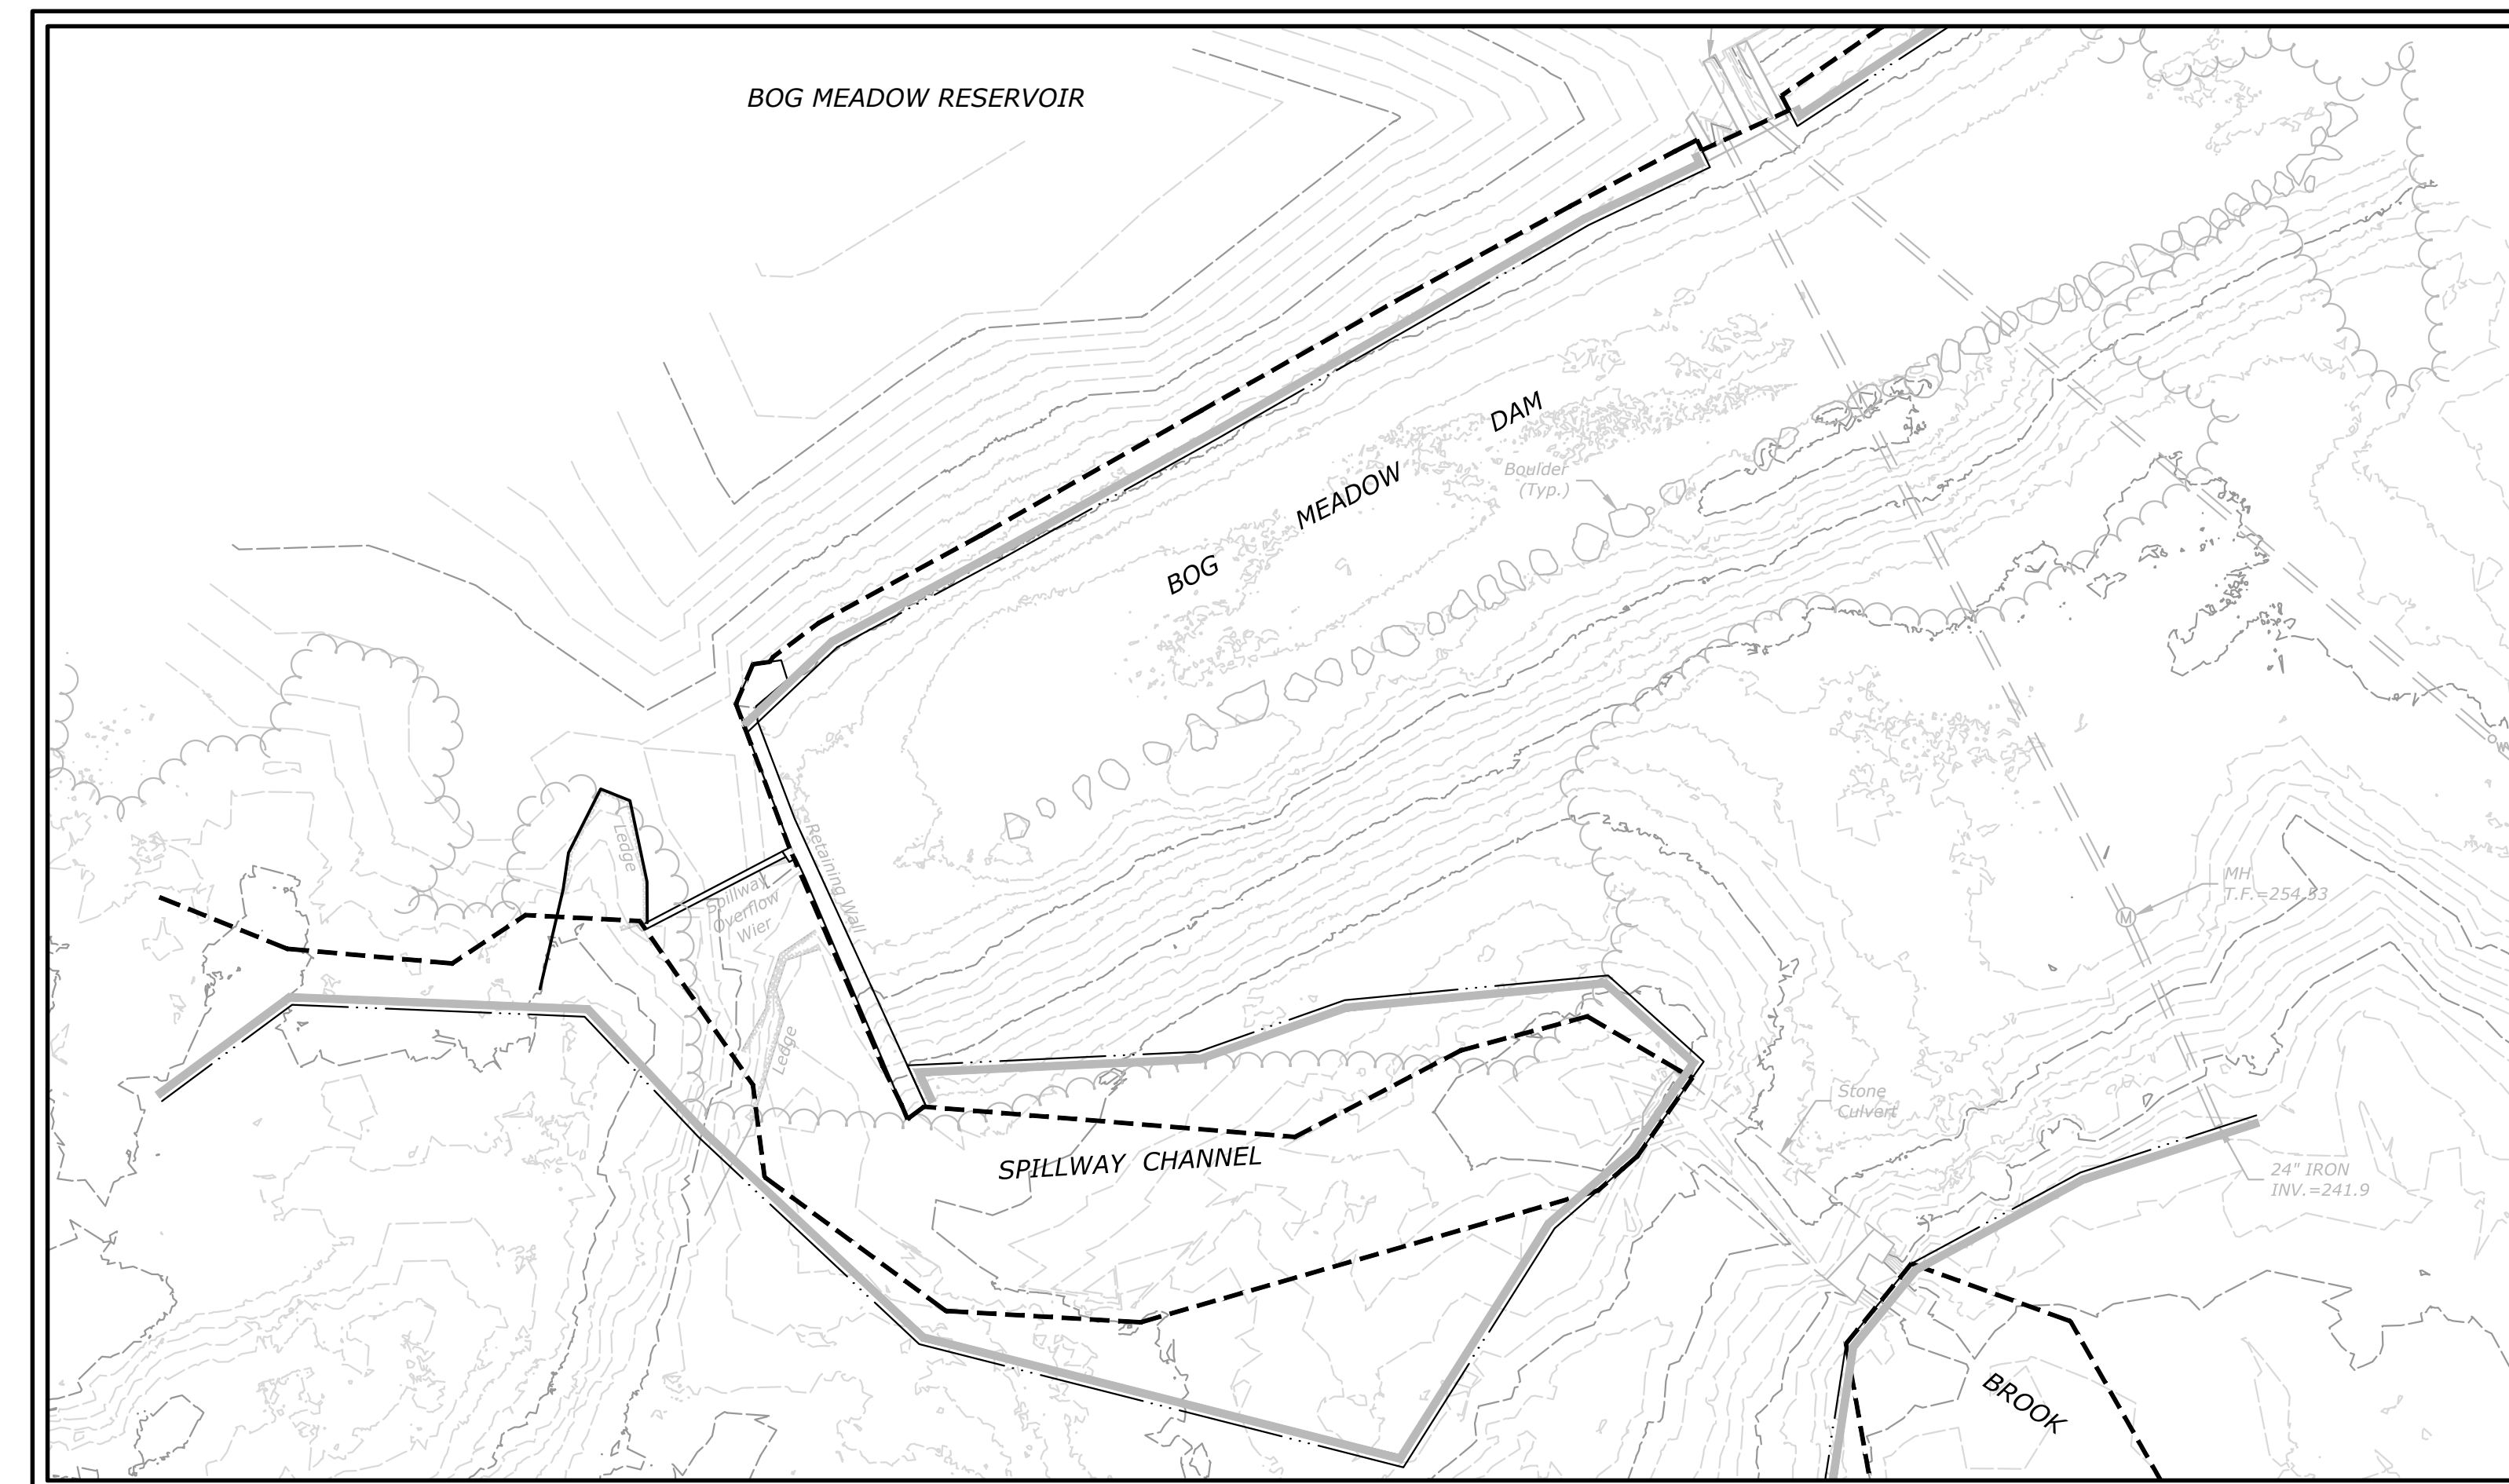 BOG MEADOW RESERVOIR
BOG MEADOW DAM
Boulder
(Typ.)
Ledge
Retaining Wall
Spillway
Overflow
Wier
Ledge
MH
T.F.=254.53
M
SPILLWAY CHANNEL
Stone
Culvert
24" IRON
INV.=241.9
BROOK